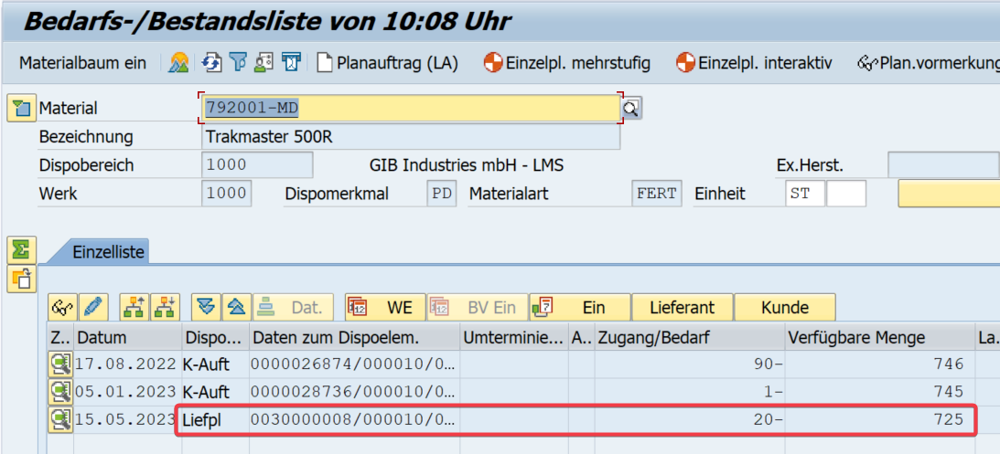 Bedarfs-/Bestandsliste von 10:08 Uhr
Materialbaum ein Planauftrag (LA) Einzelpl. mehrstufig Einzelpl. interaktiv Plan.vormerkung
Material 792001-MD
Bezeichnung Trakmaster 500R
Dispobereich 1000 GIB Industries mbH - LMS Ex.Herst.
Werk 1000 Dispomerkmal PD Materialart FERT Einheit ST
Einzelliste
Dat. WE BV Ein Ein Lieferant Kunde
Z.. Datum Dispo... Daten zum Dispoelem. Umterminie... A.. Zugang/Bedarf Verfügbare Menge La.
17.08.2022 K-Auft 0000026874/000010/0... 90- 746
05.01.2023 K-Auft 0000028736/000010/0... 1- 745
15.05.2023 Liefpl 0030000008/000010/0... 20- 725